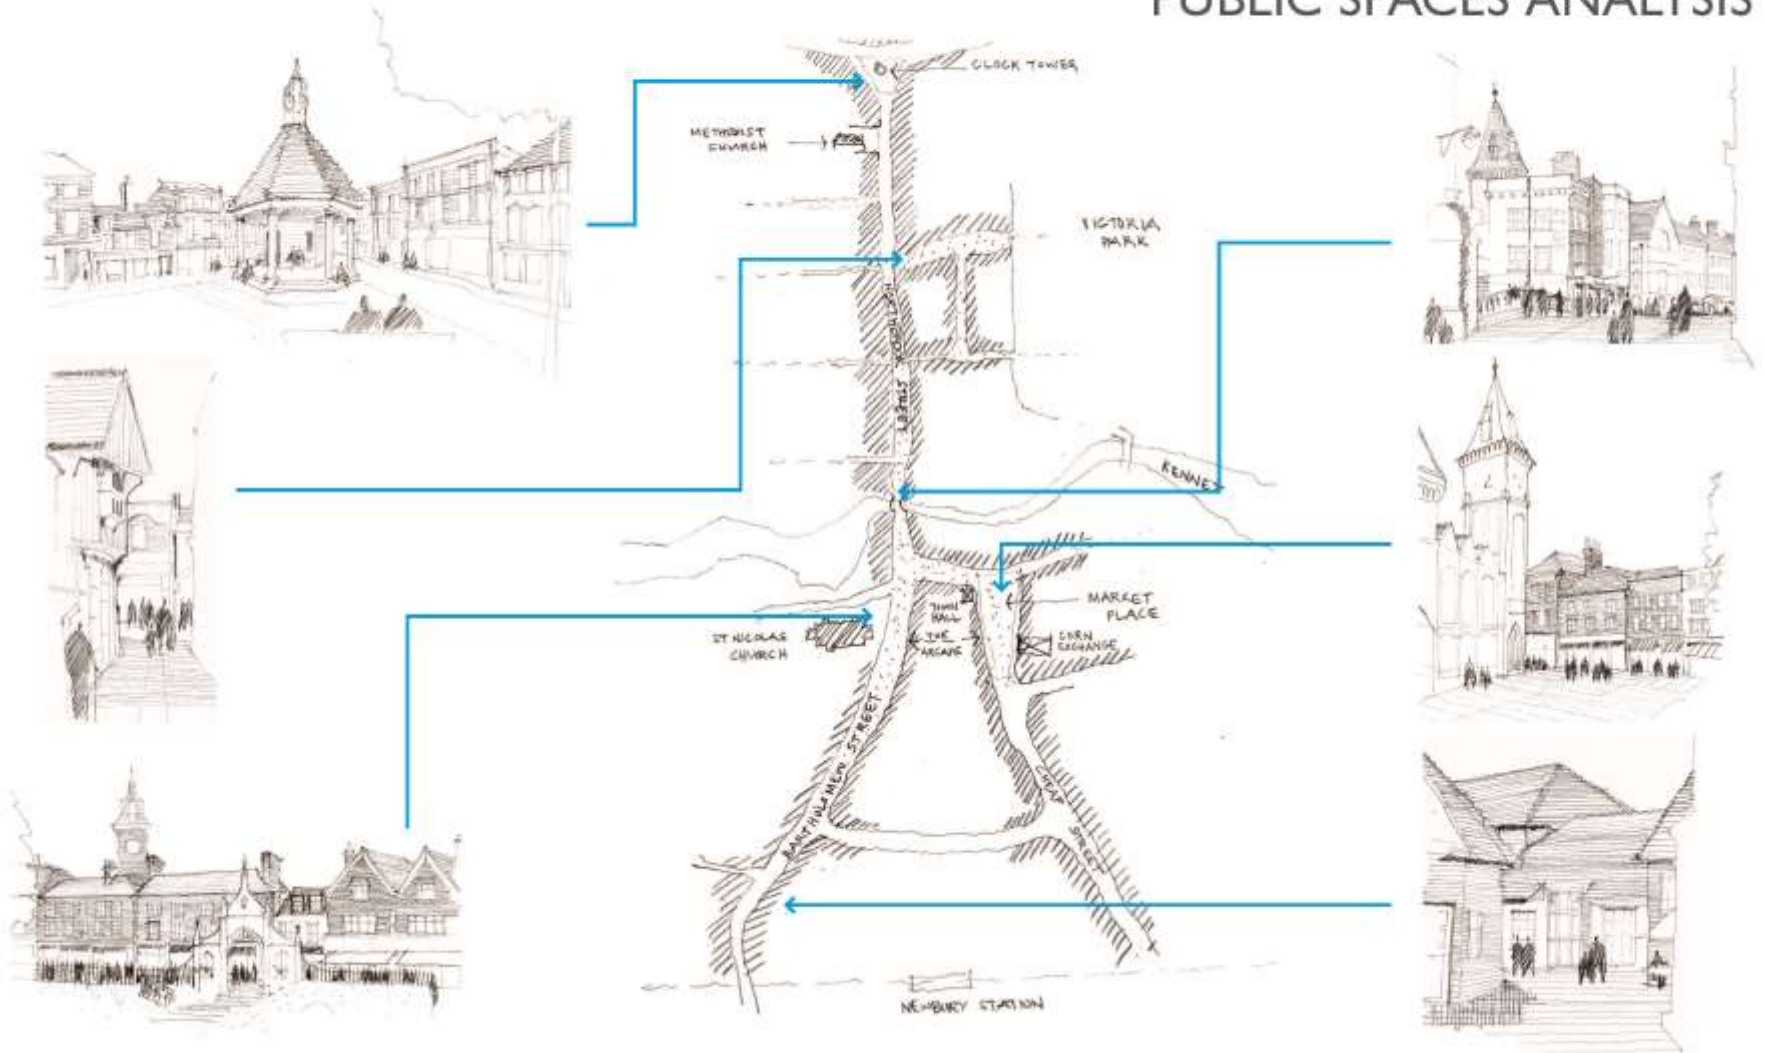 PUBLIC SPACES ANALYSIS
CLOCK TOWER
METHODIST
CHURCH
VICTORIA
PARK
STREET
KENNET
TOWN
HALL
THE
ARCADE
MARKET
PLACE
CORN
EXCHANGE
ST NICOLAS
CHURCH
BARTHOLOMEW STREET
CHEAP
STREET
NEWBURY STATION